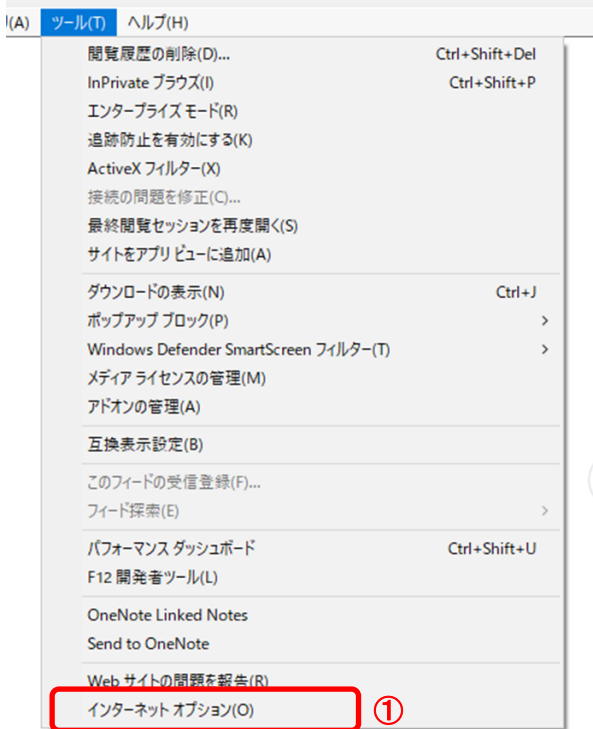 (A) ツール(T) ヘルプ(H)
閲覧履歴の削除(D)... Ctrl+Shift+Del
InPrivate ブラウズ(I) Ctrl+Shift+P
エンタープライズ モード(R)
追跡防止を有効にする(K)
ActiveX フィルター(X)
接続の問題を修正(C)...
最終閲覧セッションを再度開く(S)
サイトをアプリ ビューに追加(A)
ダウンロードの表示(N) Ctrl+J
ポップアップ ブロック(P) >
Windows Defender SmartScreen フィルター(T) >
メディア ライセンスの管理(M)
アドオンの管理(A)
互換表示設定(B)
このフィードの受信登録(F)...
フィード探索(E) >
パフォーマンス ダッシュボード Ctrl+Shift+U
F12 開発者ツール(L)
OneNote Linked Notes
Send to OneNote
Web サイトの問題を報告(R)
インターネット オプション(O) ①